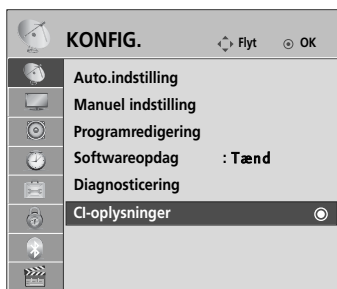 KONFIG. Flyt OK
Auto.indstilling
Manuel indstilling
Programredigering
Softwareopdag : Tænd
Diagnosticering
CI-oplysninger